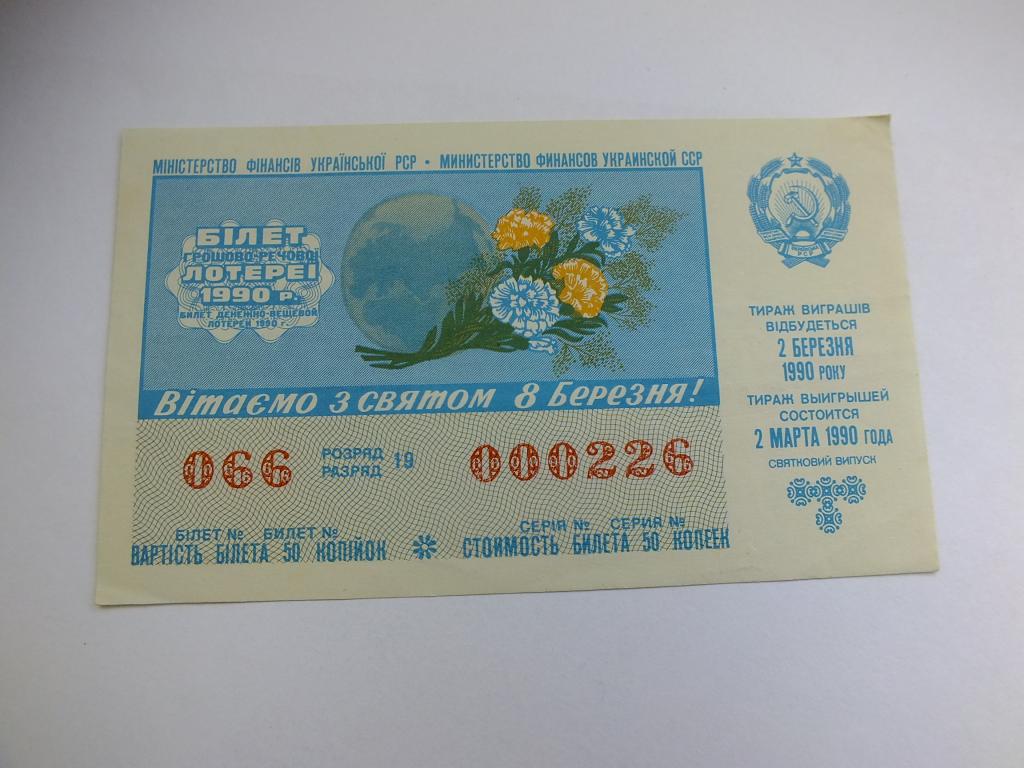 МІНІСТЕРСТВО ФІНАНСІВ УКРАЇНСЬКОЇ РСР • МИНИСТЕРСТВО ФИНАНСОВ УКРАИНСКОЙ ССР
БІЛЕТ
ГРОШОВО-РЕЧОВОЇ
ЛОТЕРЕЇ
1990 р.
БИЛЕТ ДЕНЕЖНО-ВЕЩЕВОЙ
ЛОТЕРЕИ 1990 г.
Вітаємо з святом 8 Березня!
066
РОЗРЯД
РАЗРЯД 19
000226
БІЛЕТ № БИЛЕТ №
СЕРІЯ № СЕРИЯ №
ВАРТІСТЬ БІЛЕТА 50 КОПІЙОК
СТОИМОСТЬ БИЛЕТА 50 КОПЕЕК
РСР
ТИРАЖ ВИГРАШІВ
ВІДБУДЕТЬСЯ
2 БЕРЕЗНЯ
1990 РОКУ
ТИРАЖ ВЫИГРЫШЕЙ
СОСТОИТСЯ
2 МАРТА 1990 ГОДА
СВЯТКОВИЙ ВИПУСК